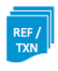 REF /
TXN